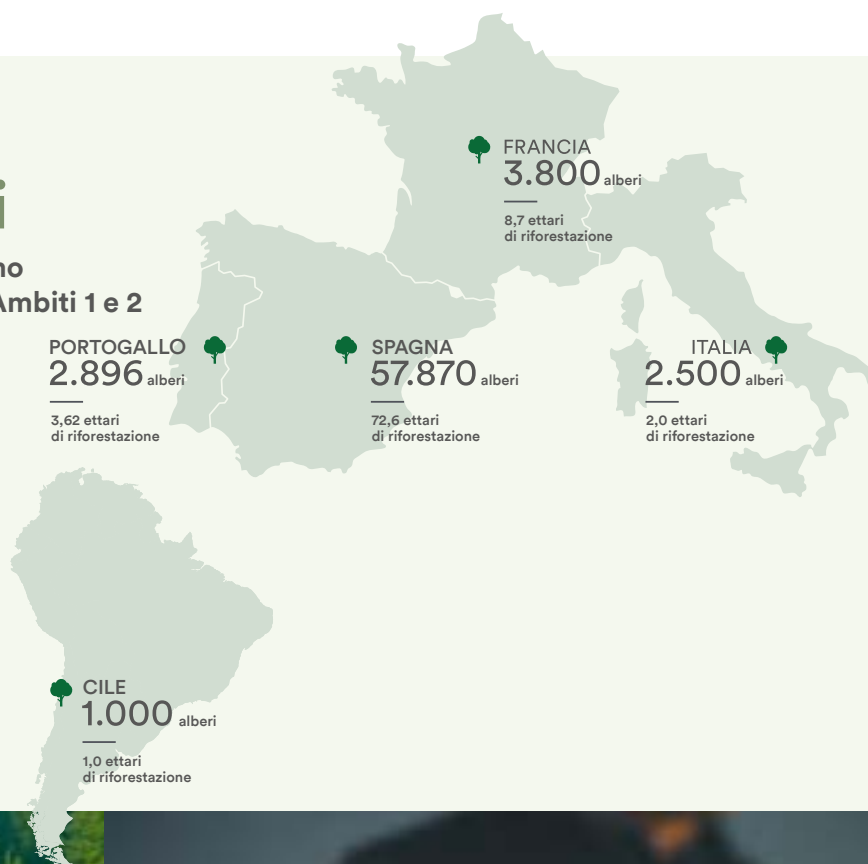 FRANCIA
3.800 alberi
8,7 ettari
di riforestazione
Ambiti 1 e 2
PORTOGALLO
2.896 alberi
3,62 ettari
di riforestazione
SPAGNA
57.870 alberi
72,6 ettari
di riforestazione
ITALIA
2.500 alberi
2,0 ettari
di riforestazione
CILE
1.000 alberi
1,0 ettari
di riforestazione